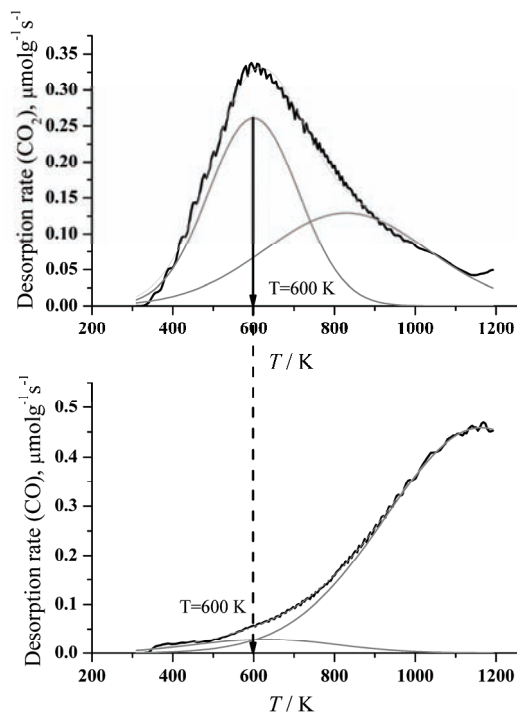 Desorption rate (CO₂), μmolg⁻¹s⁻¹
0.35
0.30
0.25
0.20
0.15
0.10
0.05
0.00
T=600 K
200 400 600 800 1000 1200
T / K
Desorption rate (CO), μmolg⁻¹s⁻¹
0.5
0.4
0.3
0.2
0.1
0.0
T=600 K
200 400 600 800 1000 1200
T / K